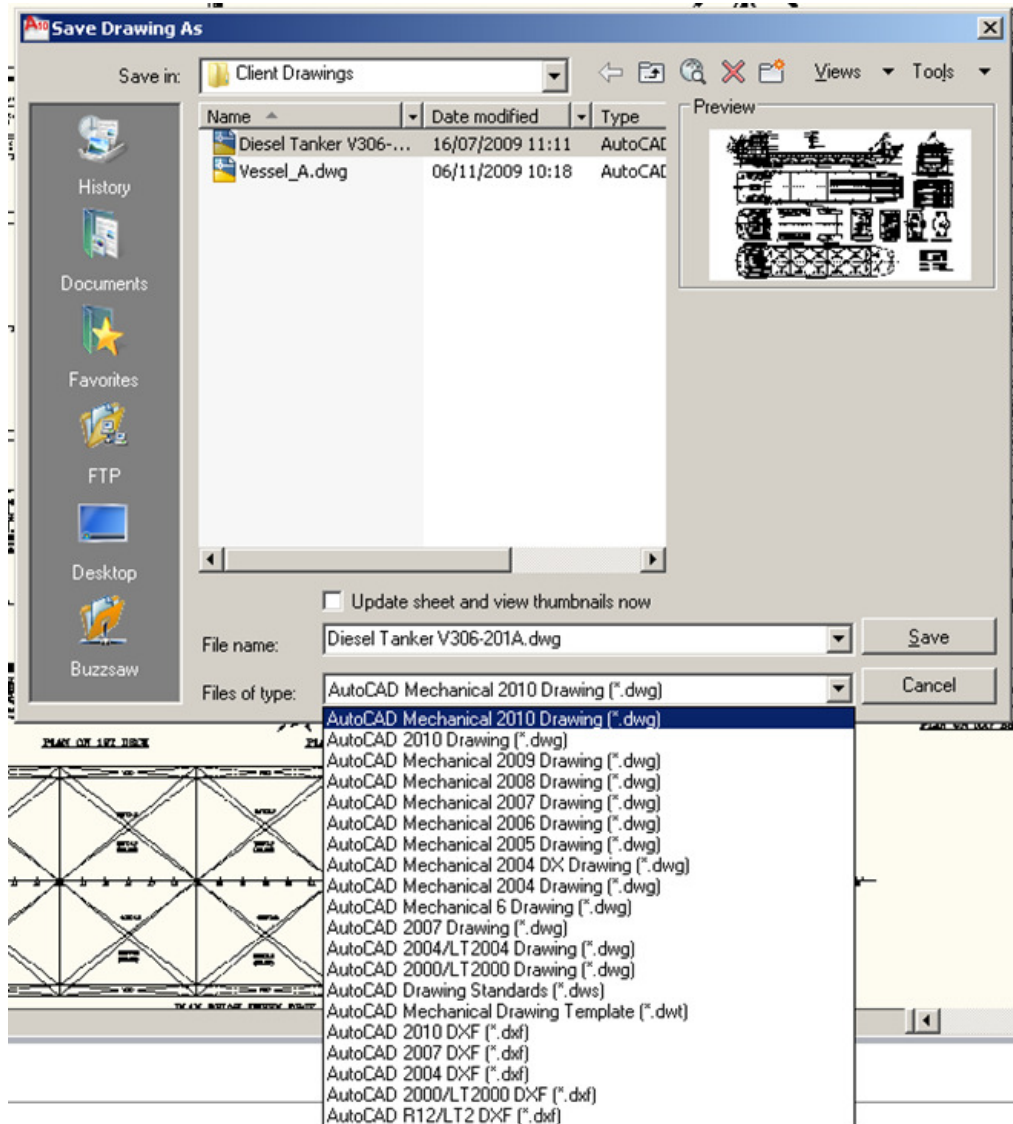 Save Drawing As
Save in: Client Drawings Views Tools
Name Date modified Type Preview
Diesel Tanker V306-... 16/07/2009 11:11 AutoCAD
Vessel_A.dwg 06/11/2009 10:18 AutoCAD
History
Documents
Favorites
FTP
Desktop
Buzzsaw
Update sheet and view thumbnails now
File name: Diesel Tanker V306-201A.dwg Save
Files of type: AutoCAD Mechanical 2010 Drawing (*.dwg) Cancel
AutoCAD Mechanical 2010 Drawing (*.dwg)
AutoCAD 2010 Drawing (*.dwg)
AutoCAD Mechanical 2009 Drawing (*.dwg)
AutoCAD Mechanical 2008 Drawing (*.dwg)
AutoCAD Mechanical 2007 Drawing (*.dwg)
AutoCAD Mechanical 2006 Drawing (*.dwg)
AutoCAD Mechanical 2005 Drawing (*.dwg)
AutoCAD Mechanical 2004 DX Drawing (*.dwg)
AutoCAD Mechanical 2004 Drawing (*.dwg)
AutoCAD Mechanical 6 Drawing (*.dwg)
AutoCAD 2007 Drawing (*.dwg)
AutoCAD 2004/LT2004 Drawing (*.dwg)
AutoCAD 2000/LT2000 Drawing (*.dwg)
AutoCAD Drawing Standards (*.dws)
AutoCAD Mechanical Drawing Template (*.dwt)
AutoCAD 2010 DXF (*.dxf)
AutoCAD 2007 DXF (*.dxf)
AutoCAD 2004 DXF (*.dxf)
AutoCAD 2000/LT2000 DXF (*.dxf)
AutoCAD R12/LT2 DXF (*.dxf)
PLAN ON 1ST DECK